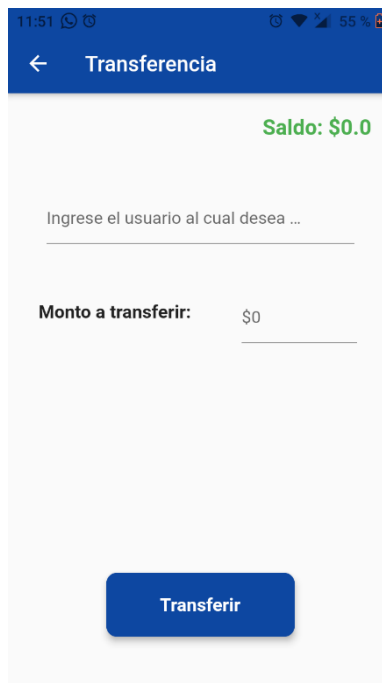 11:51 55 %
Transferencia
Saldo: $0.0
Ingrese el usuario al cual desea ...
Monto a transferir: $0
Transferir